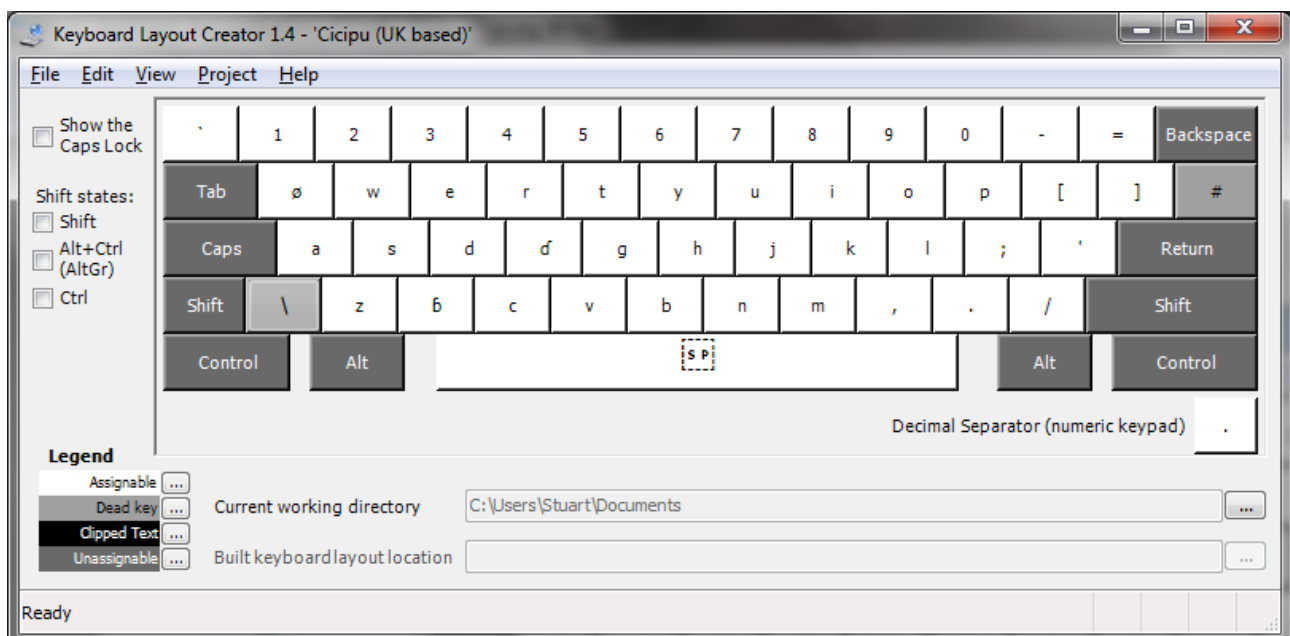 Keyboard Layout Creator 1.4 - 'Cicipu (UK based)'
File Edit View Project Help
Show the
Caps Lock
` 1 2 3 4 5 6 7 8 9 0 - = Backspace
Shift states:
Shift
Alt+Ctrl
(AltGr)
Ctrl
Tab ø w e r t y u i o p [ ] #
Caps a s d ɗ g h j k l ; ' Return
Shift \ z ɓ c v b n m , . / Shift
Control Alt SP Alt Control
Decimal Separator (numeric keypad) .
Legend
Assignable ...
Dead key ...
Clipped Text ...
Unassignable ...
Current working directory C:\Users\Stuart\Documents ...
Built keyboard layout location ...
Ready